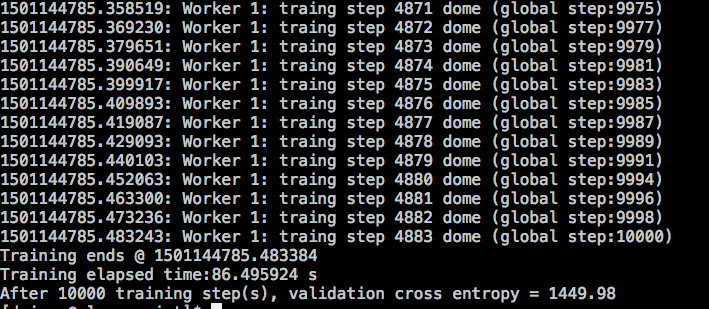 1501144785.358519: Worker 1: traing step 4871 dome (global step:9975)
1501144785.369230: Worker 1: traing step 4872 dome (global step:9977)
1501144785.379651: Worker 1: traing step 4873 dome (global step:9979)
1501144785.390649: Worker 1: traing step 4874 dome (global step:9981)
1501144785.399917: Worker 1: traing step 4875 dome (global step:9983)
1501144785.409893: Worker 1: traing step 4876 dome (global step:9985)
1501144785.419087: Worker 1: traing step 4877 dome (global step:9987)
1501144785.429093: Worker 1: traing step 4878 dome (global step:9989)
1501144785.440103: Worker 1: traing step 4879 dome (global step:9991)
1501144785.452063: Worker 1: traing step 4880 dome (global step:9994)
1501144785.463300: Worker 1: traing step 4881 dome (global step:9996)
1501144785.473236: Worker 1: traing step 4882 dome (global step:9998)
1501144785.483243: Worker 1: traing step 4883 dome (global step:10000)
Training ends @ 1501144785.483384
Training elapsed time:86.495924 s
After 10000 training step(s), validation cross entropy = 1449.98